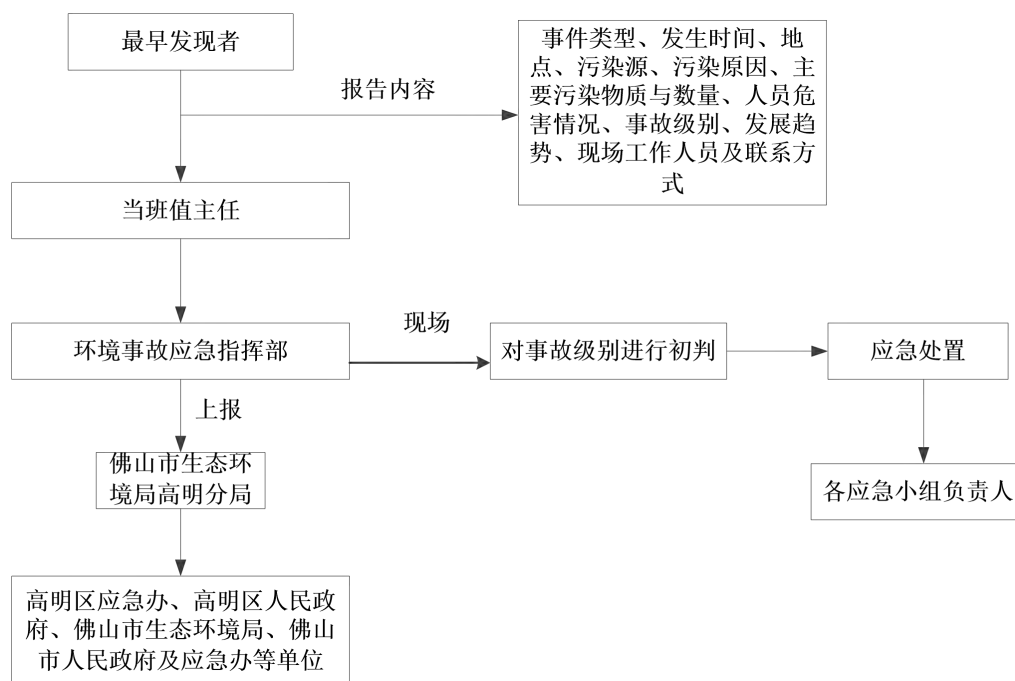 最早发现者
事件类型、发生时间、地
点、污染源、污染原因、主
要污染物质与数量、人员危
害情况、事故级别、发展趋
势、现场工作人员及联系方
式
报告内容
当班值主任
环境事故应急指挥部
现场
对事故级别进行初判
应急处置
上报
佛山市生态环
境局高明分局
各应急小组负责人
高明区应急办、高明区人民政
府、佛山市生态环境局、佛山
市人民政府及应急办等单位